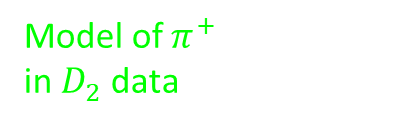 Model of π⁺
in D₂ data